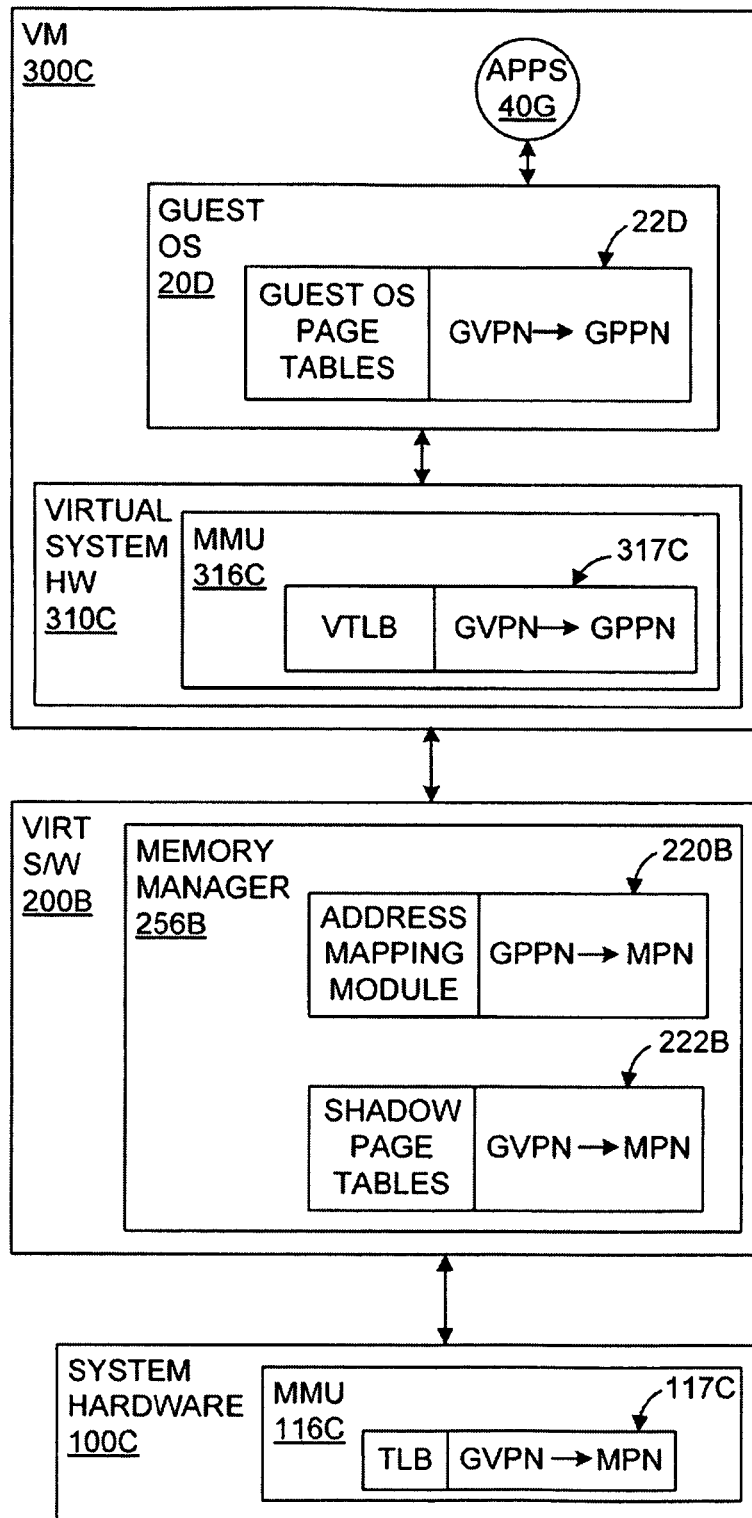 VM
300C
APPS
40G
GUEST
OS
20D
22D
GUEST OS
PAGE
TABLES
GVPN → GPPN
VIRTUAL
SYSTEM
HW
310C
MMU
316C
317C
VTLB
GVPN → GPPN
VIRT
S/W
200B
MEMORY
MANAGER
256B
220B
ADDRESS
MAPPING
MODULE
GPPN → MPN
222B
SHADOW
PAGE
TABLES
GVPN → MPN
SYSTEM
HARDWARE
100C
MMU
116C
117C
TLB
GVPN → MPN